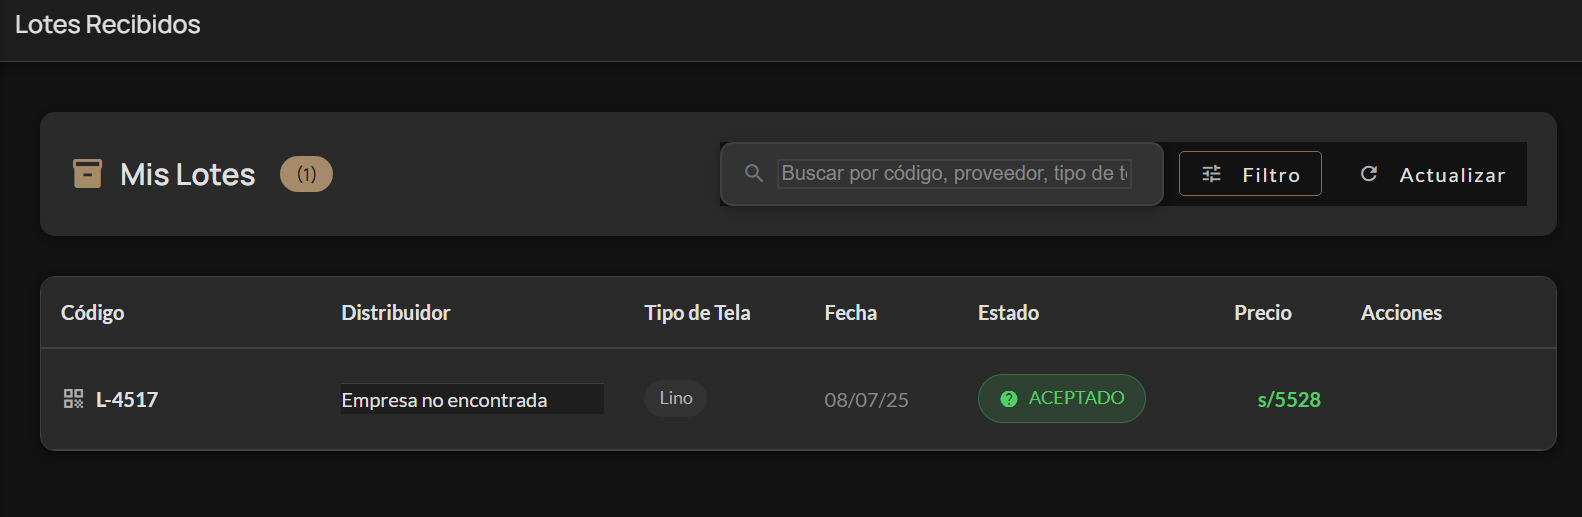 Lotes Recibidos
Mis Lotes (1)
Buscar por código, proveedor, tipo de t
Filtro
Actualizar
Código Distribuidor Tipo de Tela Fecha Estado Precio Acciones
L-4517 Empresa no encontrada Lino 08/07/25 ACEPTADO s/5528